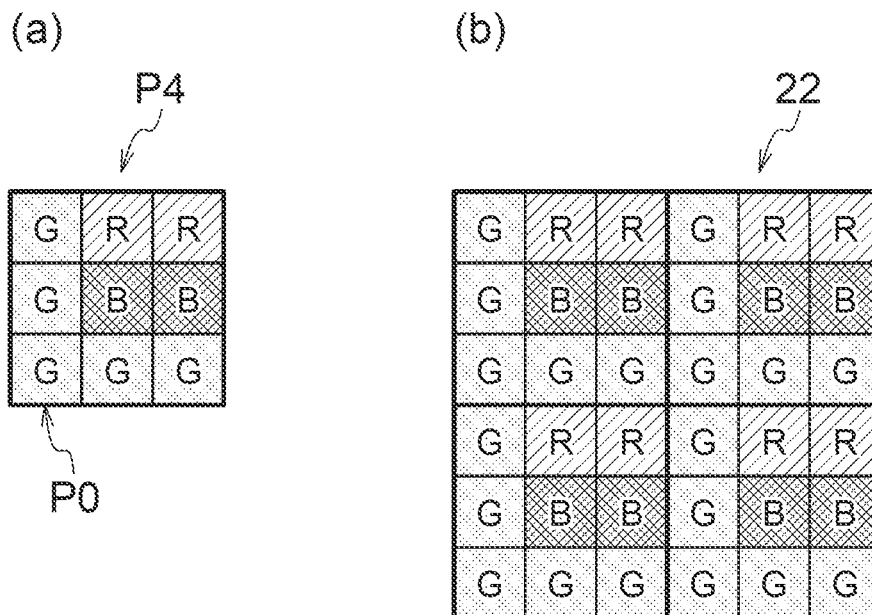 (a)
P4
G R R
G B B
G G G
P0
(b)
22
G R R G R R
G B B G B B
G G G G G G
G R R G R R
G B B G B B
G G G G G G